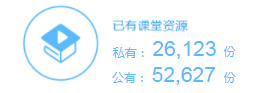 已有课堂资源
私有：26,123 份
公有：52,627 份